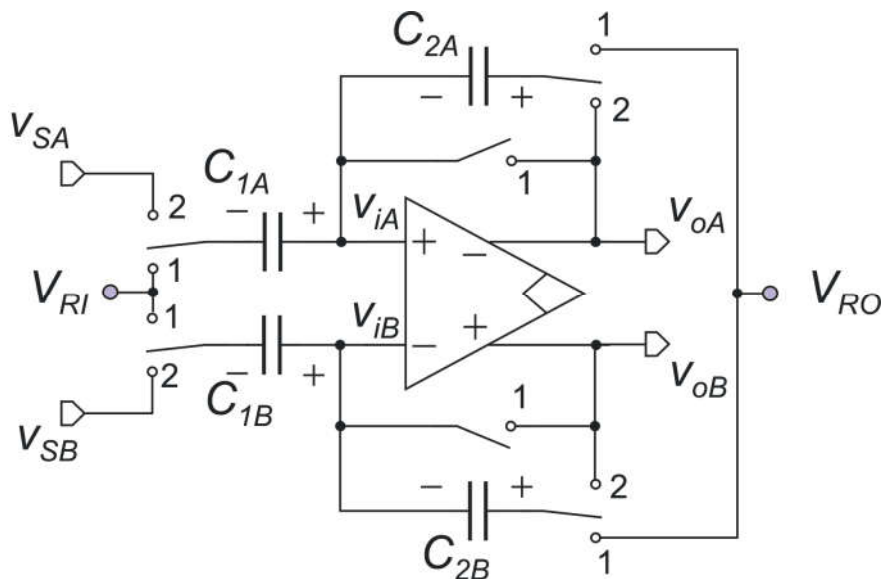 1
C2A
− +
2
vSA
1
C1A
2
− +
viA
voA
+
−
1
VRI
VRO
1
viB
+
−
2
− +
voB
C1B
vSB
1
− +
2
C2B
1